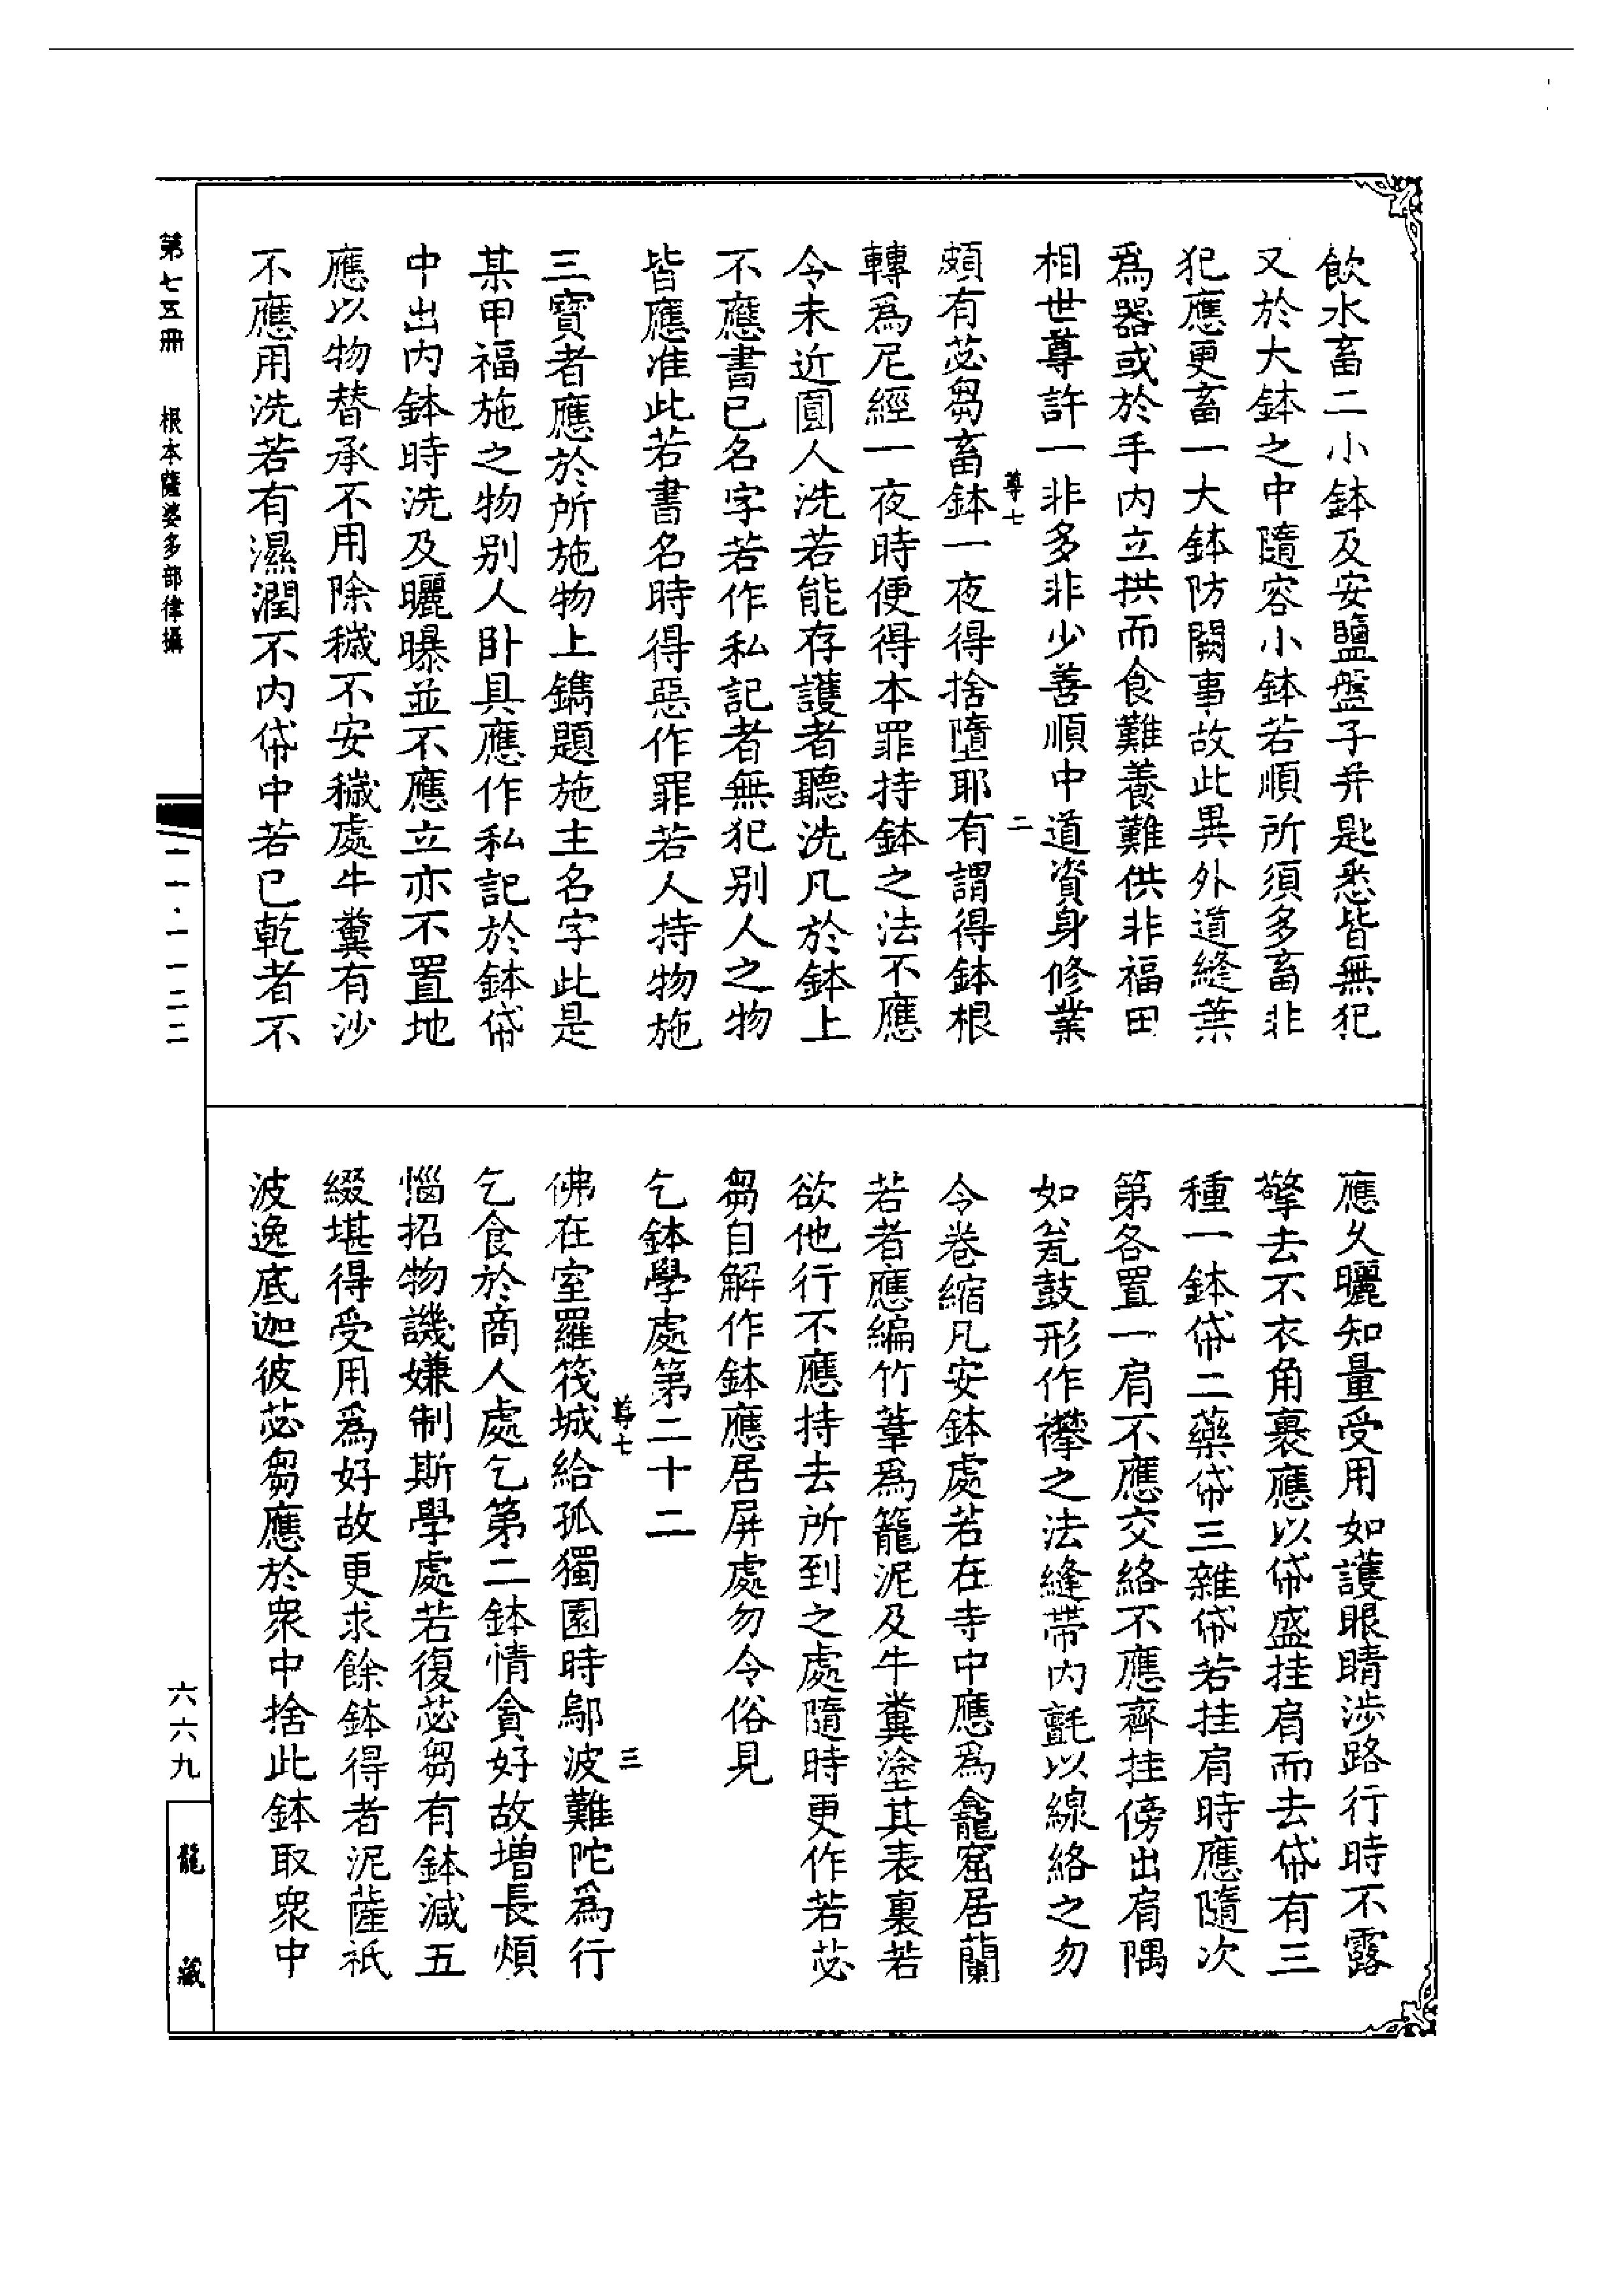 飲水畜二小鉢及安鹽盤子并匙悉皆無犯
又於大鉢之中隨容小鉢若順所須多畜非
犯應更畜一大鉢防闕事故此異外道縫葉
爲器或於手内立拱而食難養難供非福田
相世尊許一非多非少善順中道資身修業
尊七 二
頗有苾芻畜鉢一夜得捨墮耶有謂得鉢根
轉爲尼經一夜時便得本罪持鉢之法不應
令未近圓人洗若能存護者聽洗凡於鉢上
不應書已名字若作私記者無犯别人之物
皆應准此若書名時得惡作罪若人持物施
三寶者應於所施物上鐫題施主名字此是
某甲福施之物别人卧具應作私記於鉢帒
中出内鉢時洗及曬曝並不應立亦不置地
應以物替承不用除穢不安穢處牛糞有沙
不應用洗若有濕潤不内帒中若已乾者不
應久曬知量受用如護眼睛涉路行時不露
擎去不衣角裹應以帒盛挂肩而去帒有三
種一鉢帒二藥帒三雜帒若挂肩時應隨次
第各置一肩不應交絡不應齊挂傍出肩隅
如瓮鼓形作襻之法縫帶内氈以線絡之勿
令卷縮凡安鉢處若在寺中應爲龕窟居蘭
若者應編竹葦爲籠泥及牛糞塗其表裏若
欲他行不應持去所到之處隨時更作若苾
芻自解作鉢應居屏處勿令俗見
乞鉢學處第二十二
尊七 三
佛在室羅筏城給孤獨園時鄔波難陀爲行
乞食於商人處乞第二鉢情貪好故增長煩
惱招物譏嫌制斯學處若復苾芻有鉢減五
綴堪得受用爲好故更求餘鉢得者泥薩祇
波逸底迦彼苾芻應於衆中捨此鉢取衆中
第七五冊 根本薩婆多部律攝
一一·一一二二
六六九
龍藏